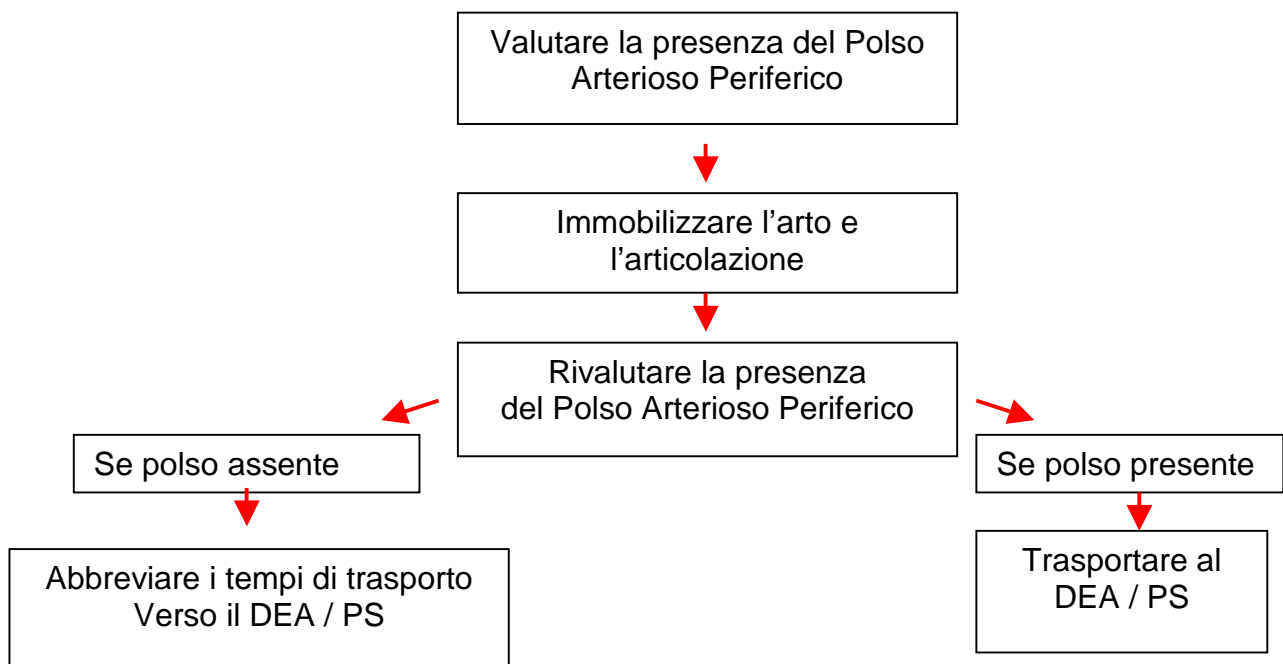 Valutare la presenza del Polso
Arterioso Periferico
Immobilizzare l'arto e
l'articolazione
Rivalutare la presenza
del Polso Arterioso Periferico
Se polso assente
Se polso presente
Abbreviare i tempi di trasporto
Verso il DEA / PS
Trasportare al
DEA / PS